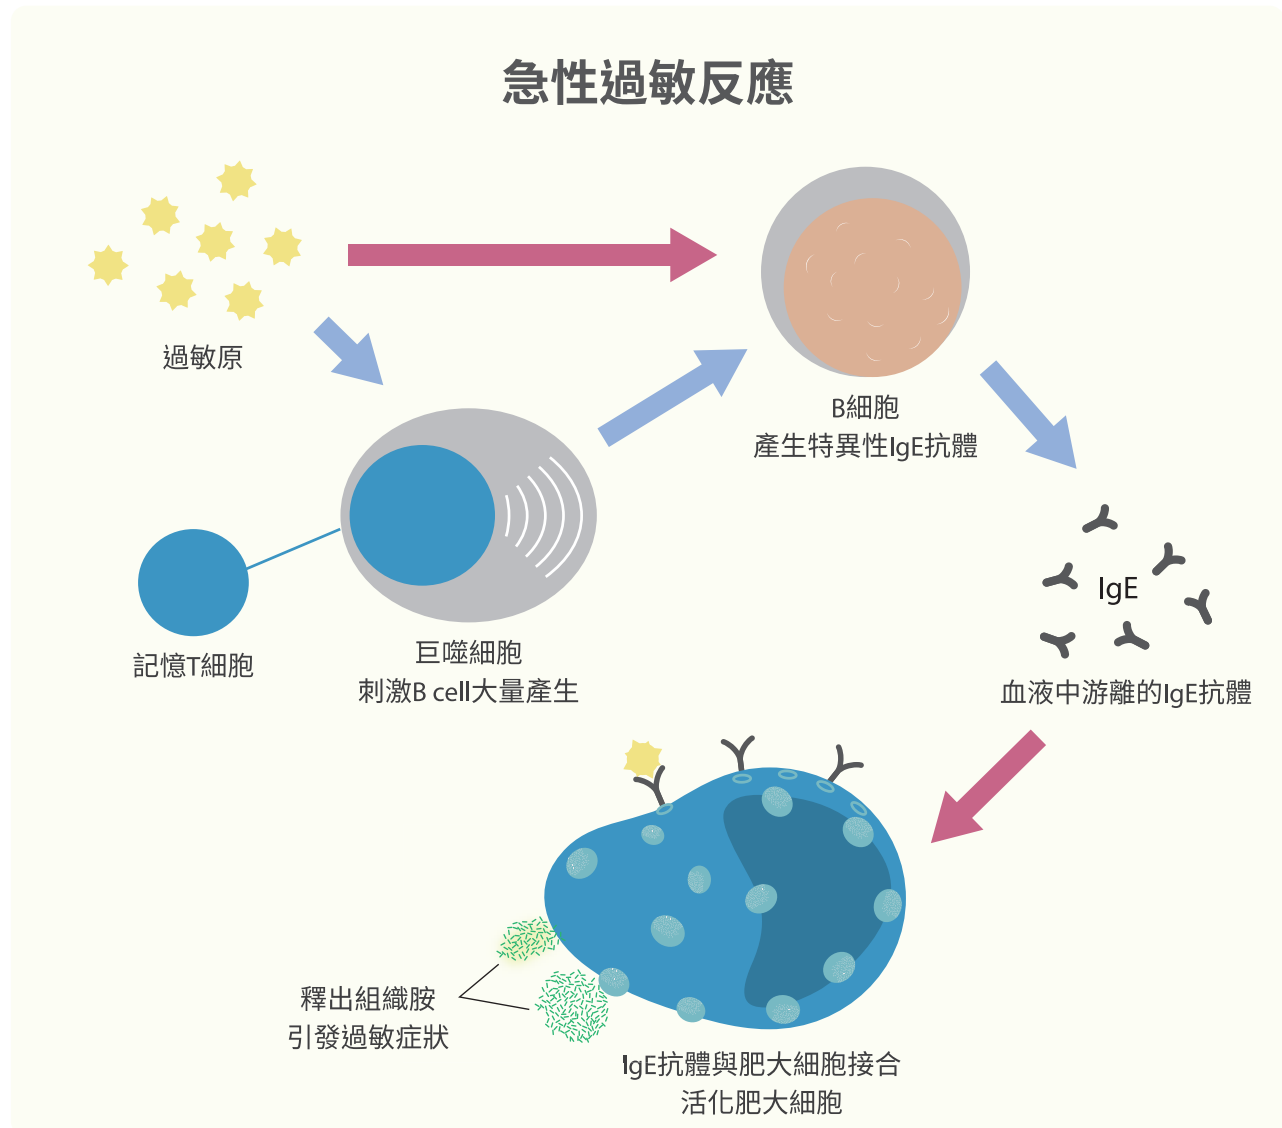 急性過敏反應
過敏原
B細胞
產生特異性IgE抗體
IgE
記憶T細胞
巨噬細胞
刺激B cell大量產生
血液中游離的IgE抗體
釋出組織胺
引發過敏症狀
IgE抗體與肥大細胞接合
活化肥大細胞